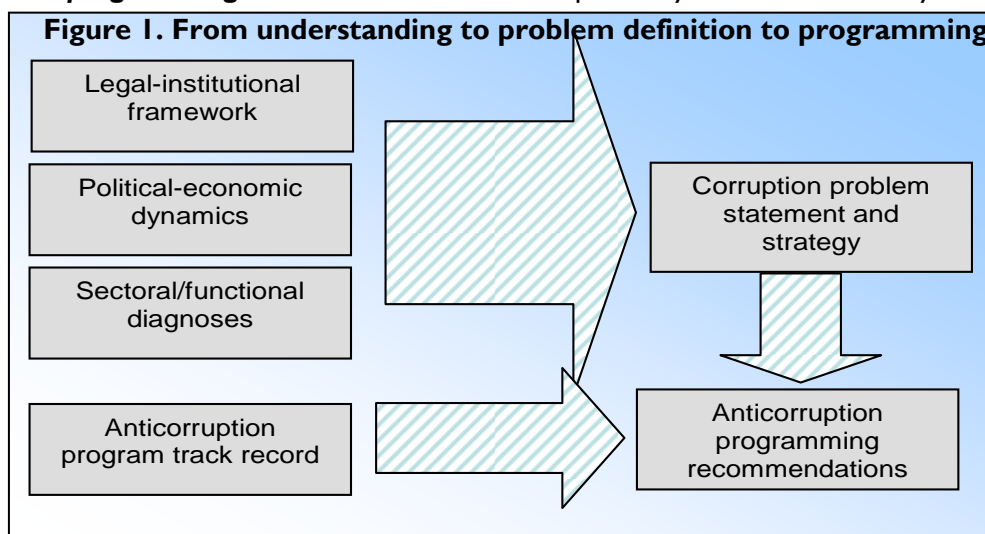 Figure 1. From understanding to problem definition to programming
Legal-institutional
framework
Political-economic
dynamics
Sectoral/functional
diagnoses
Anticorruption
program track record
Corruption problem
statement and
strategy
Anticorruption
programming
recommendations